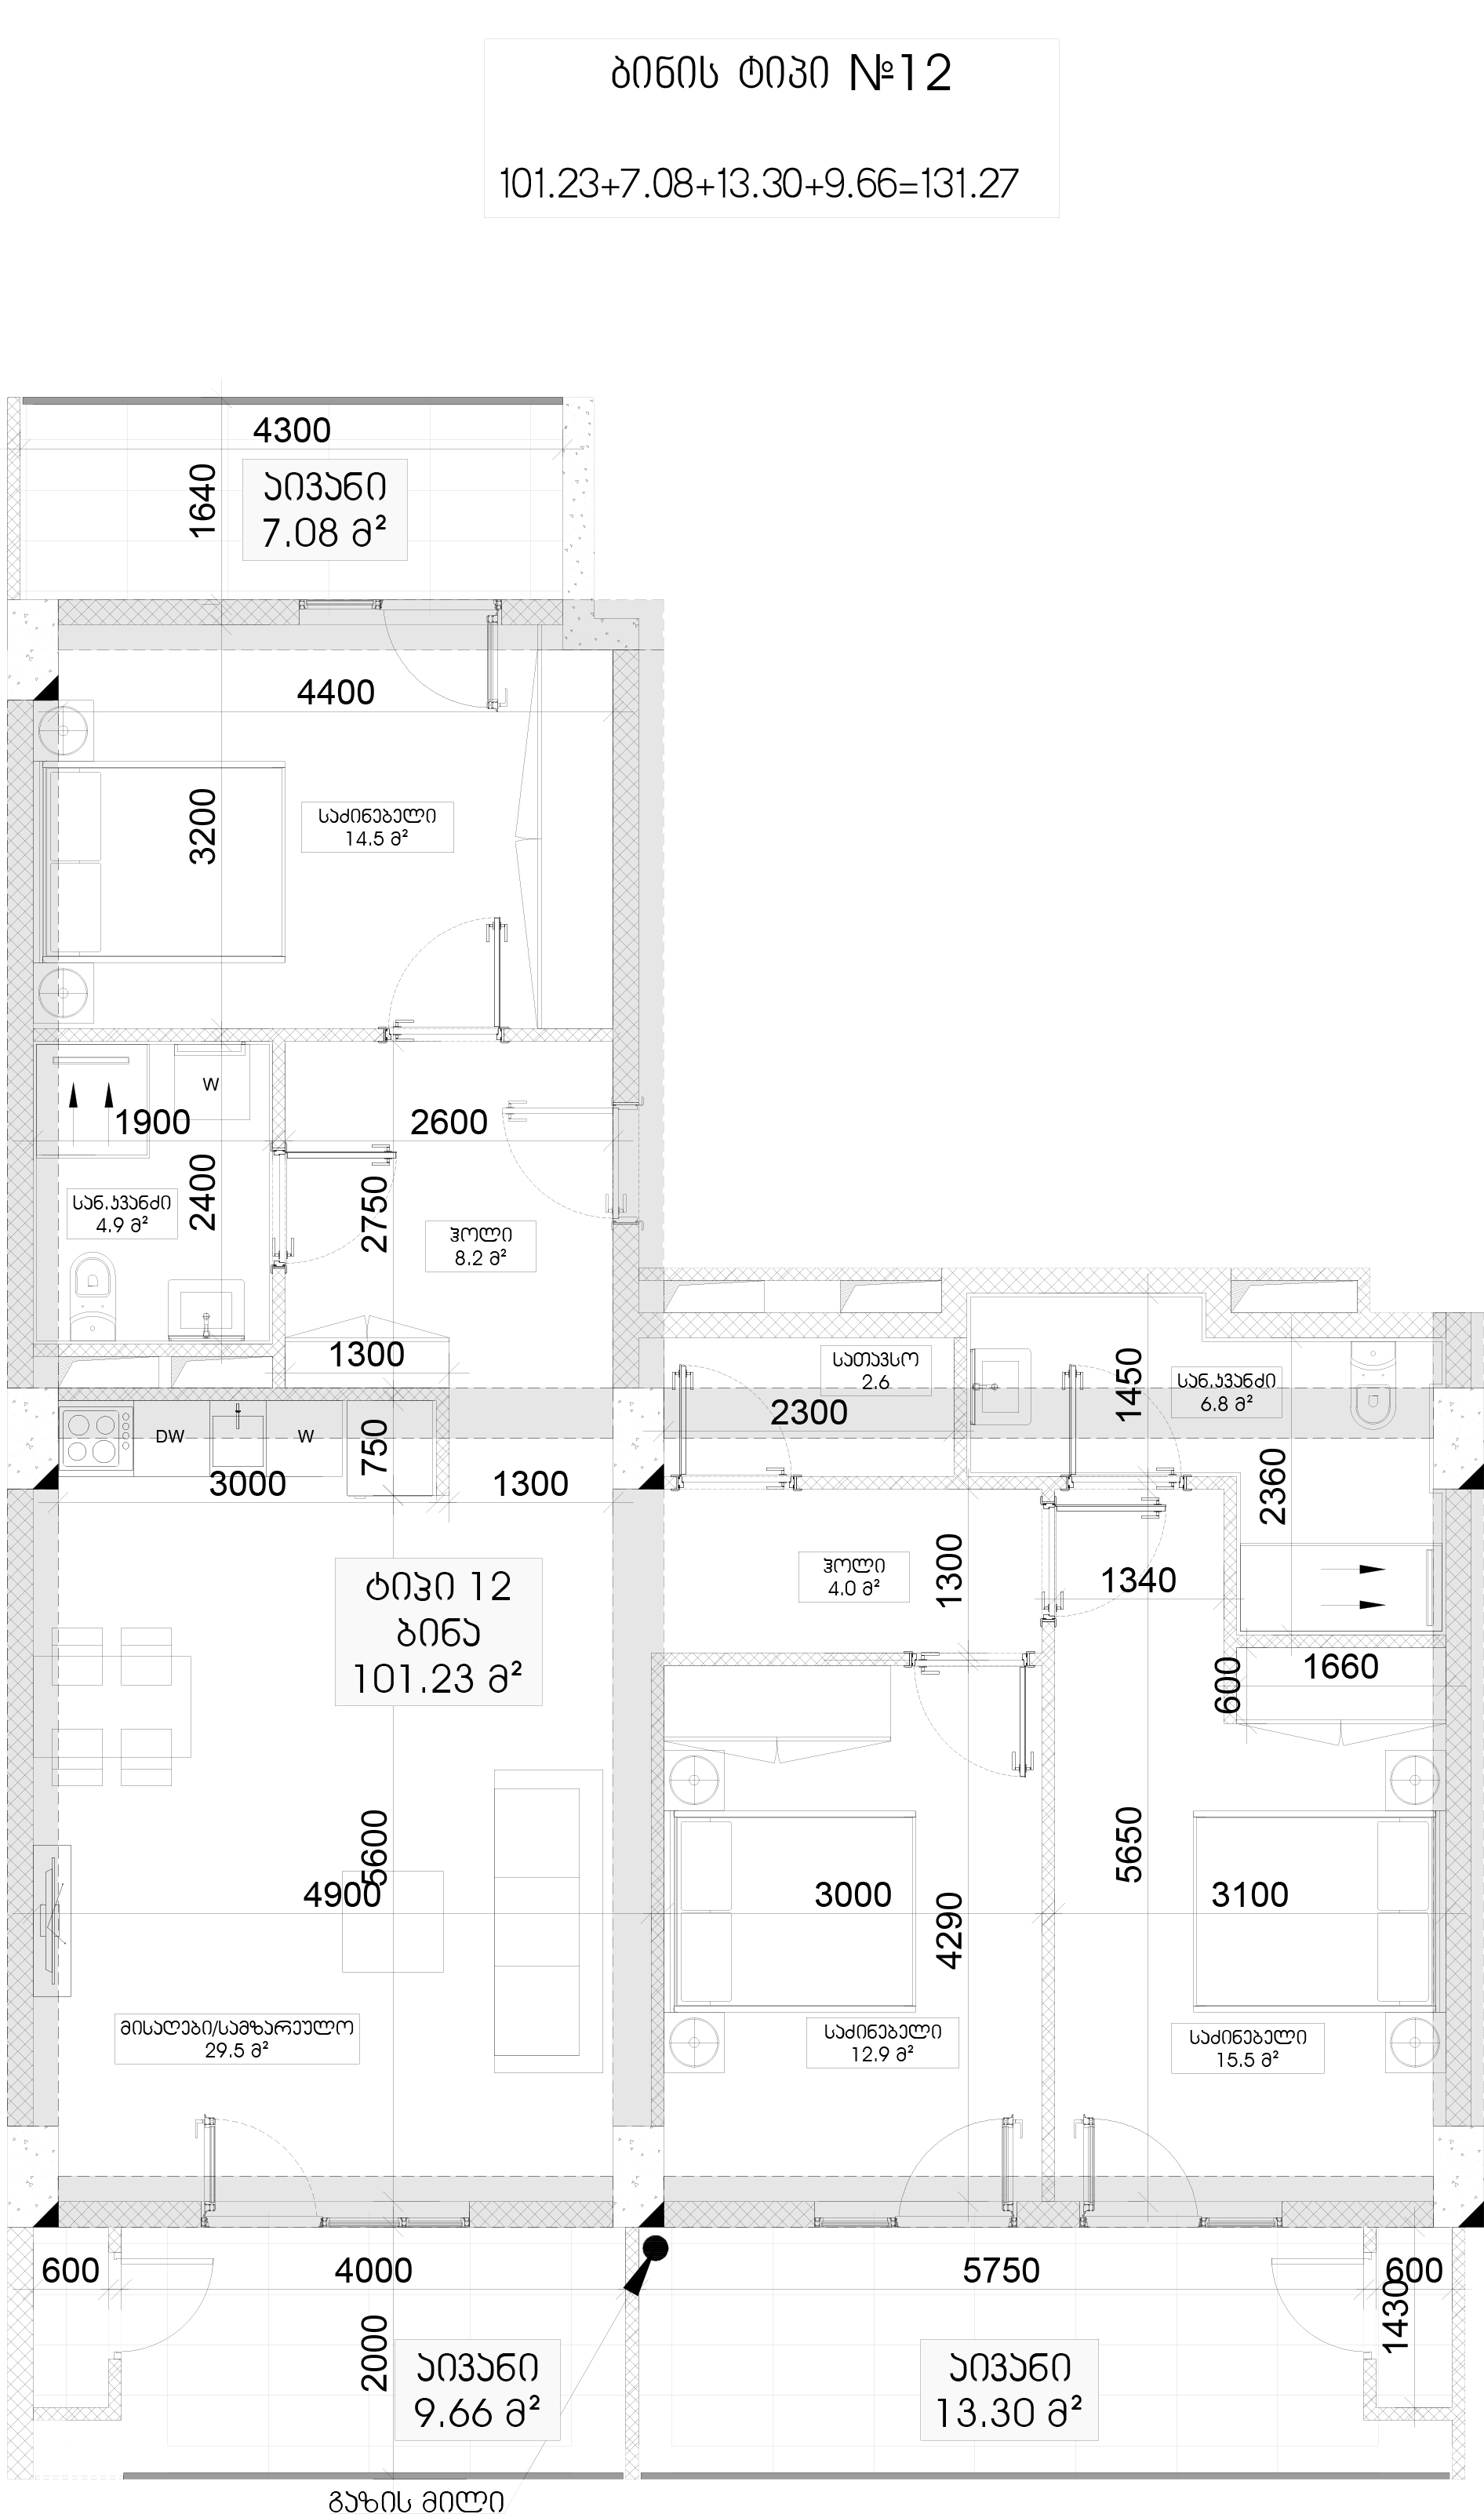 ბინის ტიპი №12
101.23+7.08+13.30+9.66=131.27
4300
1640
აივანი
7.08 მ²
4400
3200
საძინებელი
14.5 მ²
W
1900
2600
2400
2750
სან.კვანძი
4.9 მ²
ჰოლი
8.2 მ²
1300
სათავსო
2.6
1450
სან.კვანძი
6.8 მ²
2300
DW
W
750
3000
1300
2360
ტიპი 12
ბინა
101.23 მ²
ჰოლი
4.0 მ²
1300
1340
600
1660
5600
4900
3000
4290
5650
3100
მისაღები/სამზარეულო
29.5 მ²
საძინებელი
12.9 მ²
საძინებელი
15.5 მ²
600
4000
5750
600
1430
2000
აივანი
9.66 მ²
აივანი
13.30 მ²
გაზის მილი